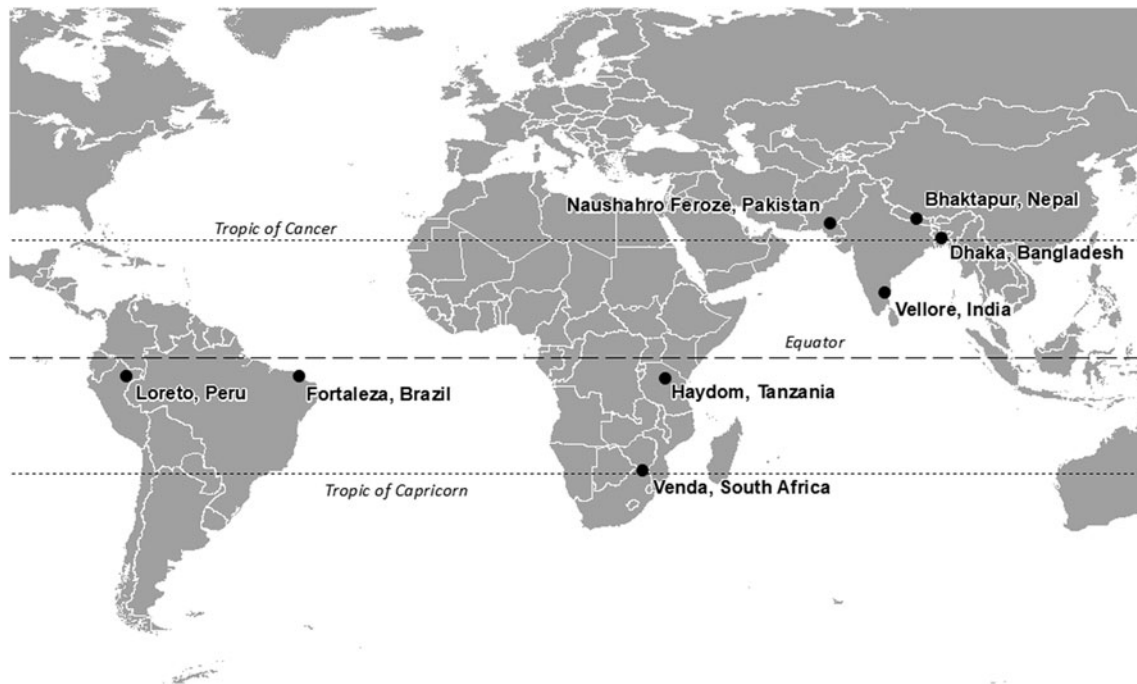 Naushahro Feroze, Pakistan
Bhaktapur, Nepal
Tropic of Cancer
Dhaka, Bangladesh
Vellore, India
Equator
Loreto, Peru
Fortaleza, Brazil
Haydom, Tanzania
Tropic of Capricorn
Venda, South Africa